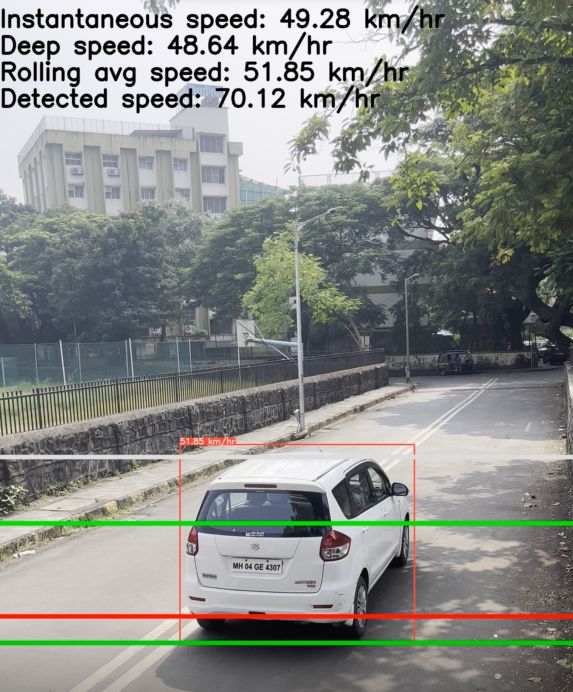 Instantaneous speed: 49.28 km/hr
Deep speed: 48.64 km/hr
Rolling avg speed: 51.85 km/hr
Detected speed: 70.12 km/hr
51.85 km/hr
MH 04 GE 4307